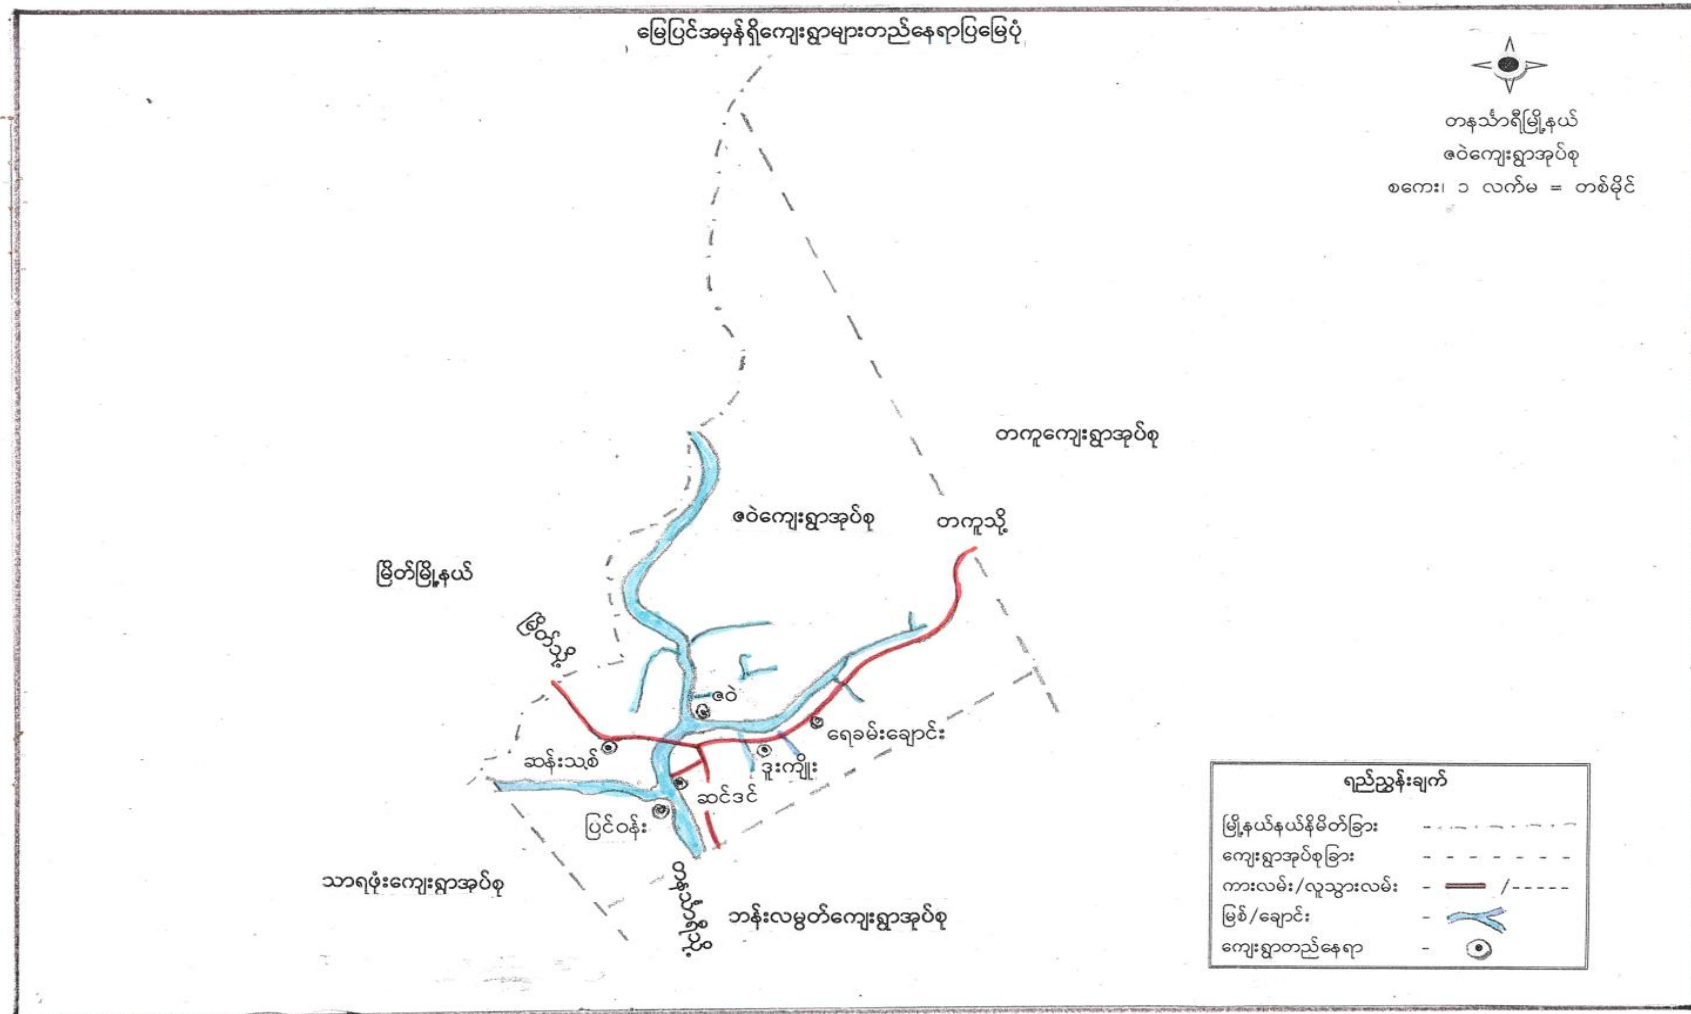 မြေပြင်အမှန်ရှိကျေးရွာများတည်နေရာပြမြေပုံ
တနင်္သာရီမြို့နယ်
ဇဝဲကျေးရွာအုပ်စု
စကေး၊ ၁ လက်မ = တစ်မိုင်
တကူကျေးရွာအုပ်စု
ဇဝဲကျေးရွာအုပ်စု
တကူသို့
မြိတ်မြို့နယ်
မြိတ်သို့
ဇဝဲ
ရေခမ်းချောင်း
ဆန်းသစ်
ဒူးကျိုး
ဆင်ဒင်
ပြင်ဝန်း
သာရဖုံးကျေးရွာအုပ်စု
တနင်္သာရီသို့
ဘန်းလမွတ်ကျေးရွာအုပ်စု
ရည်ညွှန်းချက်
မြို့နယ်နယ်နိမိတ်ခြား -
ကျေးရွာအုပ်စုခြား -
ကားလမ်း/လူသွားလမ်း - /-----
မြစ်/ချောင်း -
ကျေးရွာတည်နေရာ -